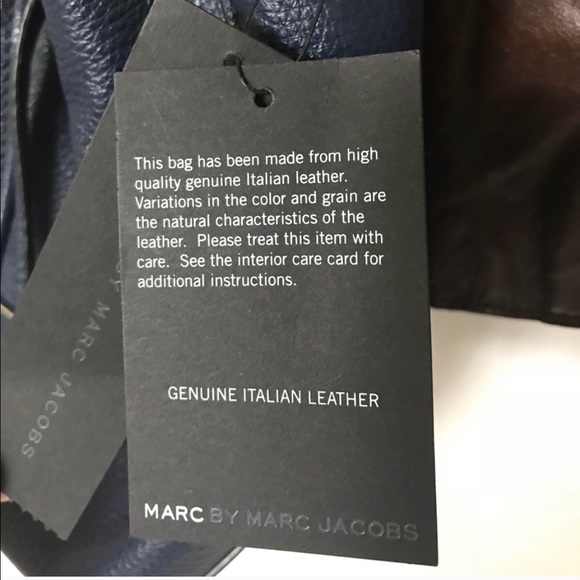 This bag has been made from high
quality genuine Italian leather.
Variations in the color and grain are
the natural characteristics of the
leather. Please treat this item with
care. See the interior care card for
additional instructions.
GENUINE ITALIAN LEATHER
MARC BY MARC JACOBS
BY MARC JACOBS